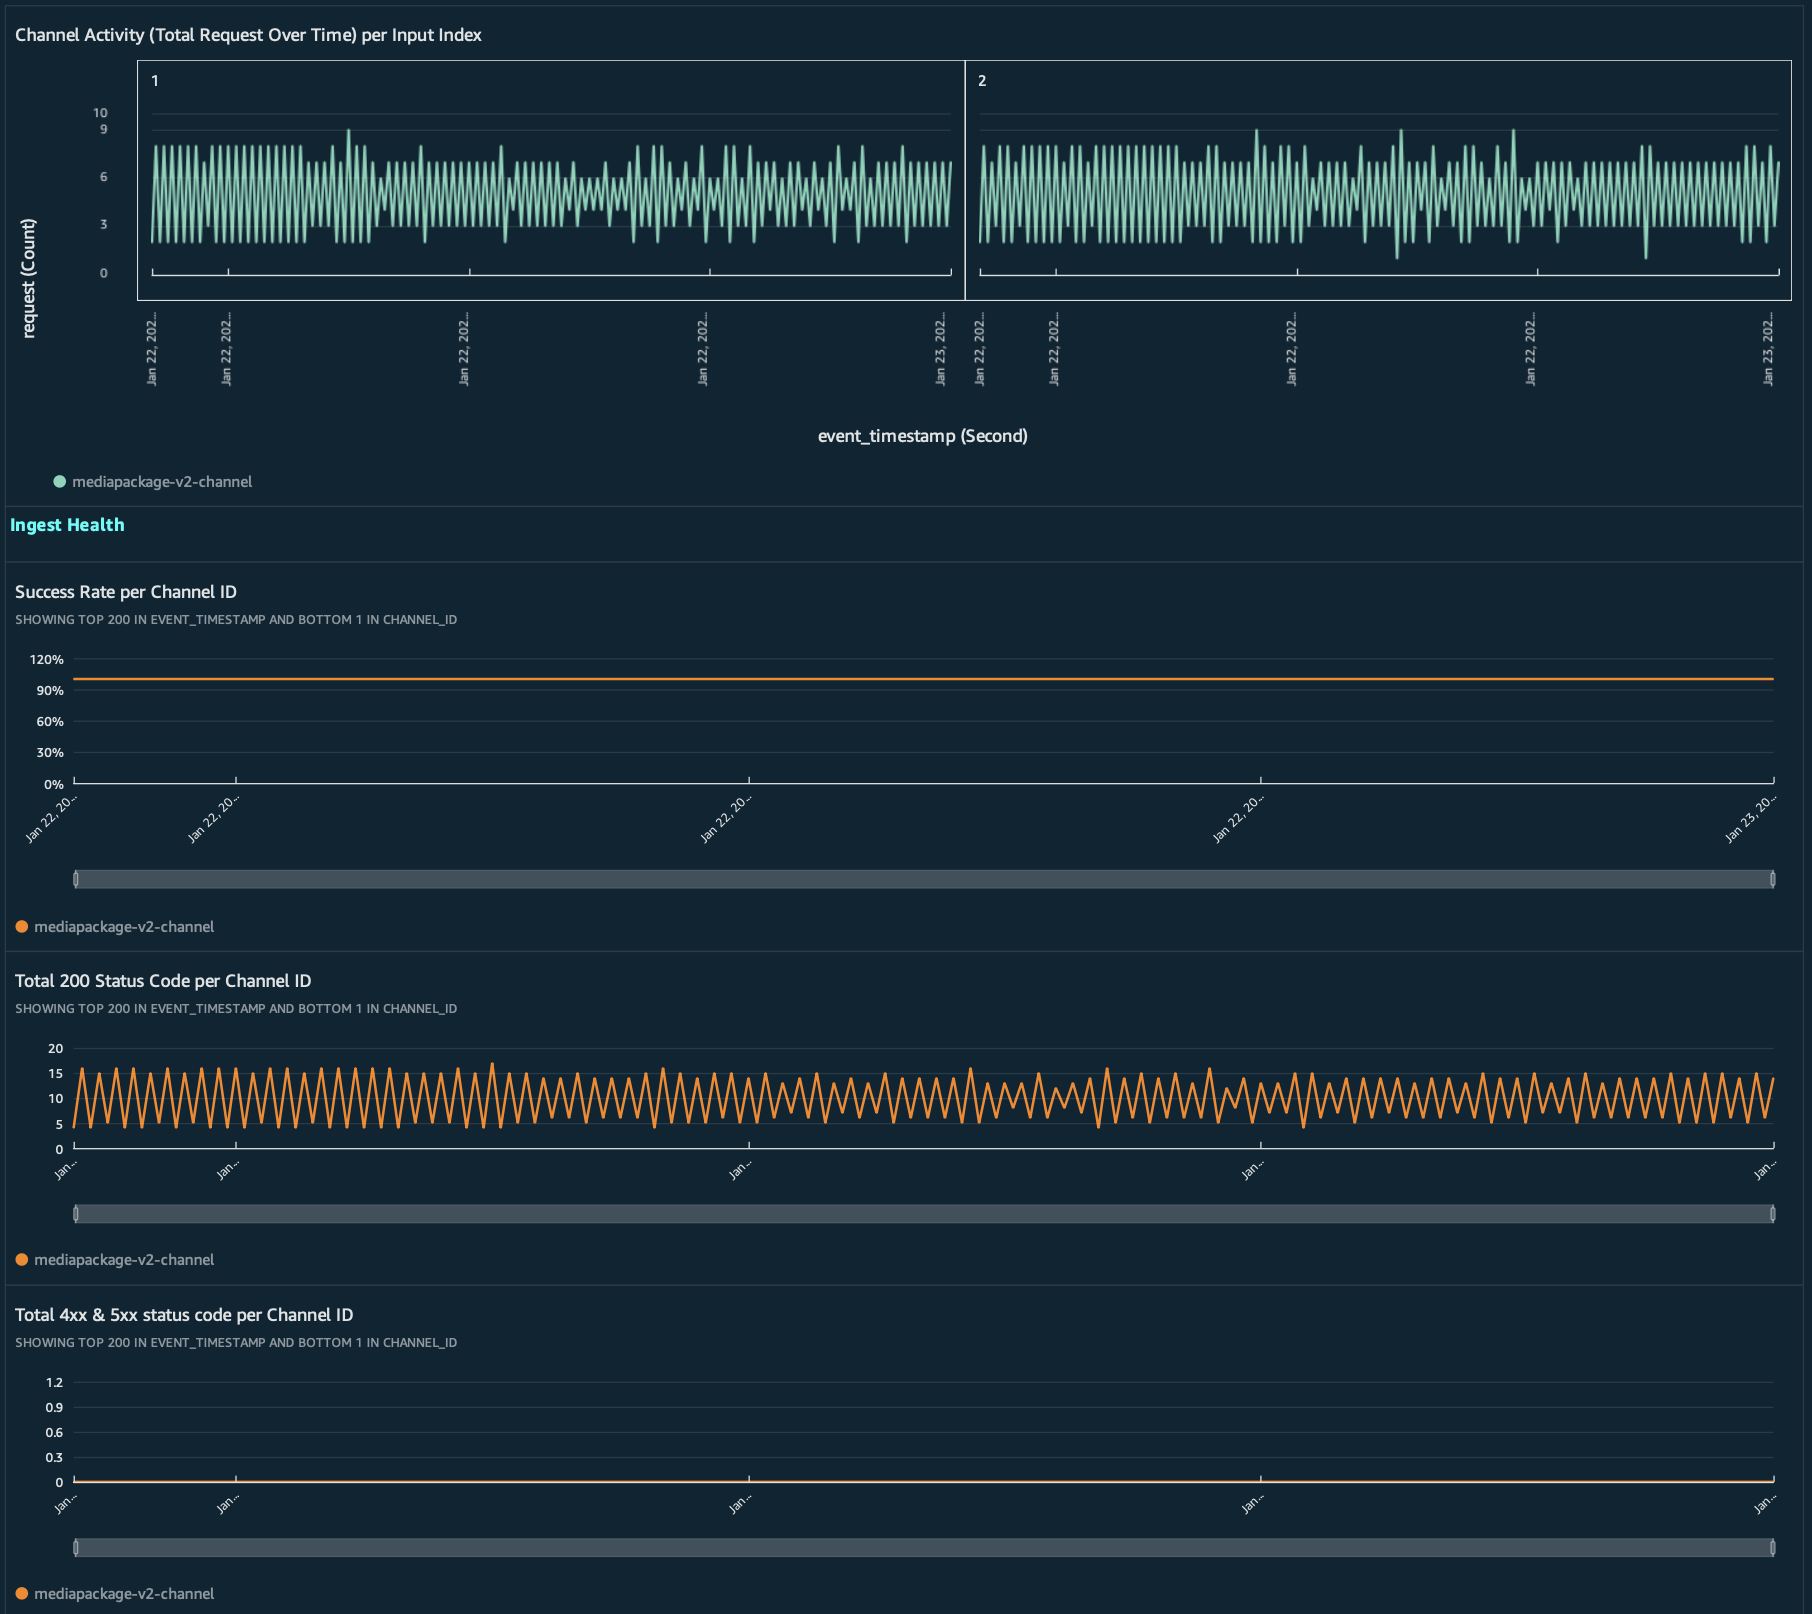 Channel Activity (Total Request Over Time) per Input Index
1
2
10
9
6
3
0
request (Count)
Jan 22, 202...
Jan 22, 202...
Jan 22, 202...
Jan 22, 202...
Jan 23, 202...
Jan 22, 202...
Jan 22, 202...
Jan 22, 202...
Jan 22, 202...
Jan 23, 202...
event_timestamp (Second)
mediapackage-v2-channel
Ingest Health
Success Rate per Channel ID
SHOWING TOP 200 IN EVENT_TIMESTAMP AND BOTTOM 1 IN CHANNEL_ID
120%
90%
60%
30%
0%
Jan 22, 20...
Jan 22, 20...
Jan 22, 20...
Jan 22, 20...
Jan 23, 20...
mediapackage-v2-channel
Total 200 Status Code per Channel ID
SHOWING TOP 200 IN EVENT_TIMESTAMP AND BOTTOM 1 IN CHANNEL_ID
20
15
10
5
0
Jan...
Jan...
Jan...
Jan...
Jan...
mediapackage-v2-channel
Total 4xx & 5xx status code per Channel ID
SHOWING TOP 200 IN EVENT_TIMESTAMP AND BOTTOM 1 IN CHANNEL_ID
1.2
0.9
0.6
0.3
0
Jan...
Jan...
Jan...
Jan...
Jan...
mediapackage-v2-channel